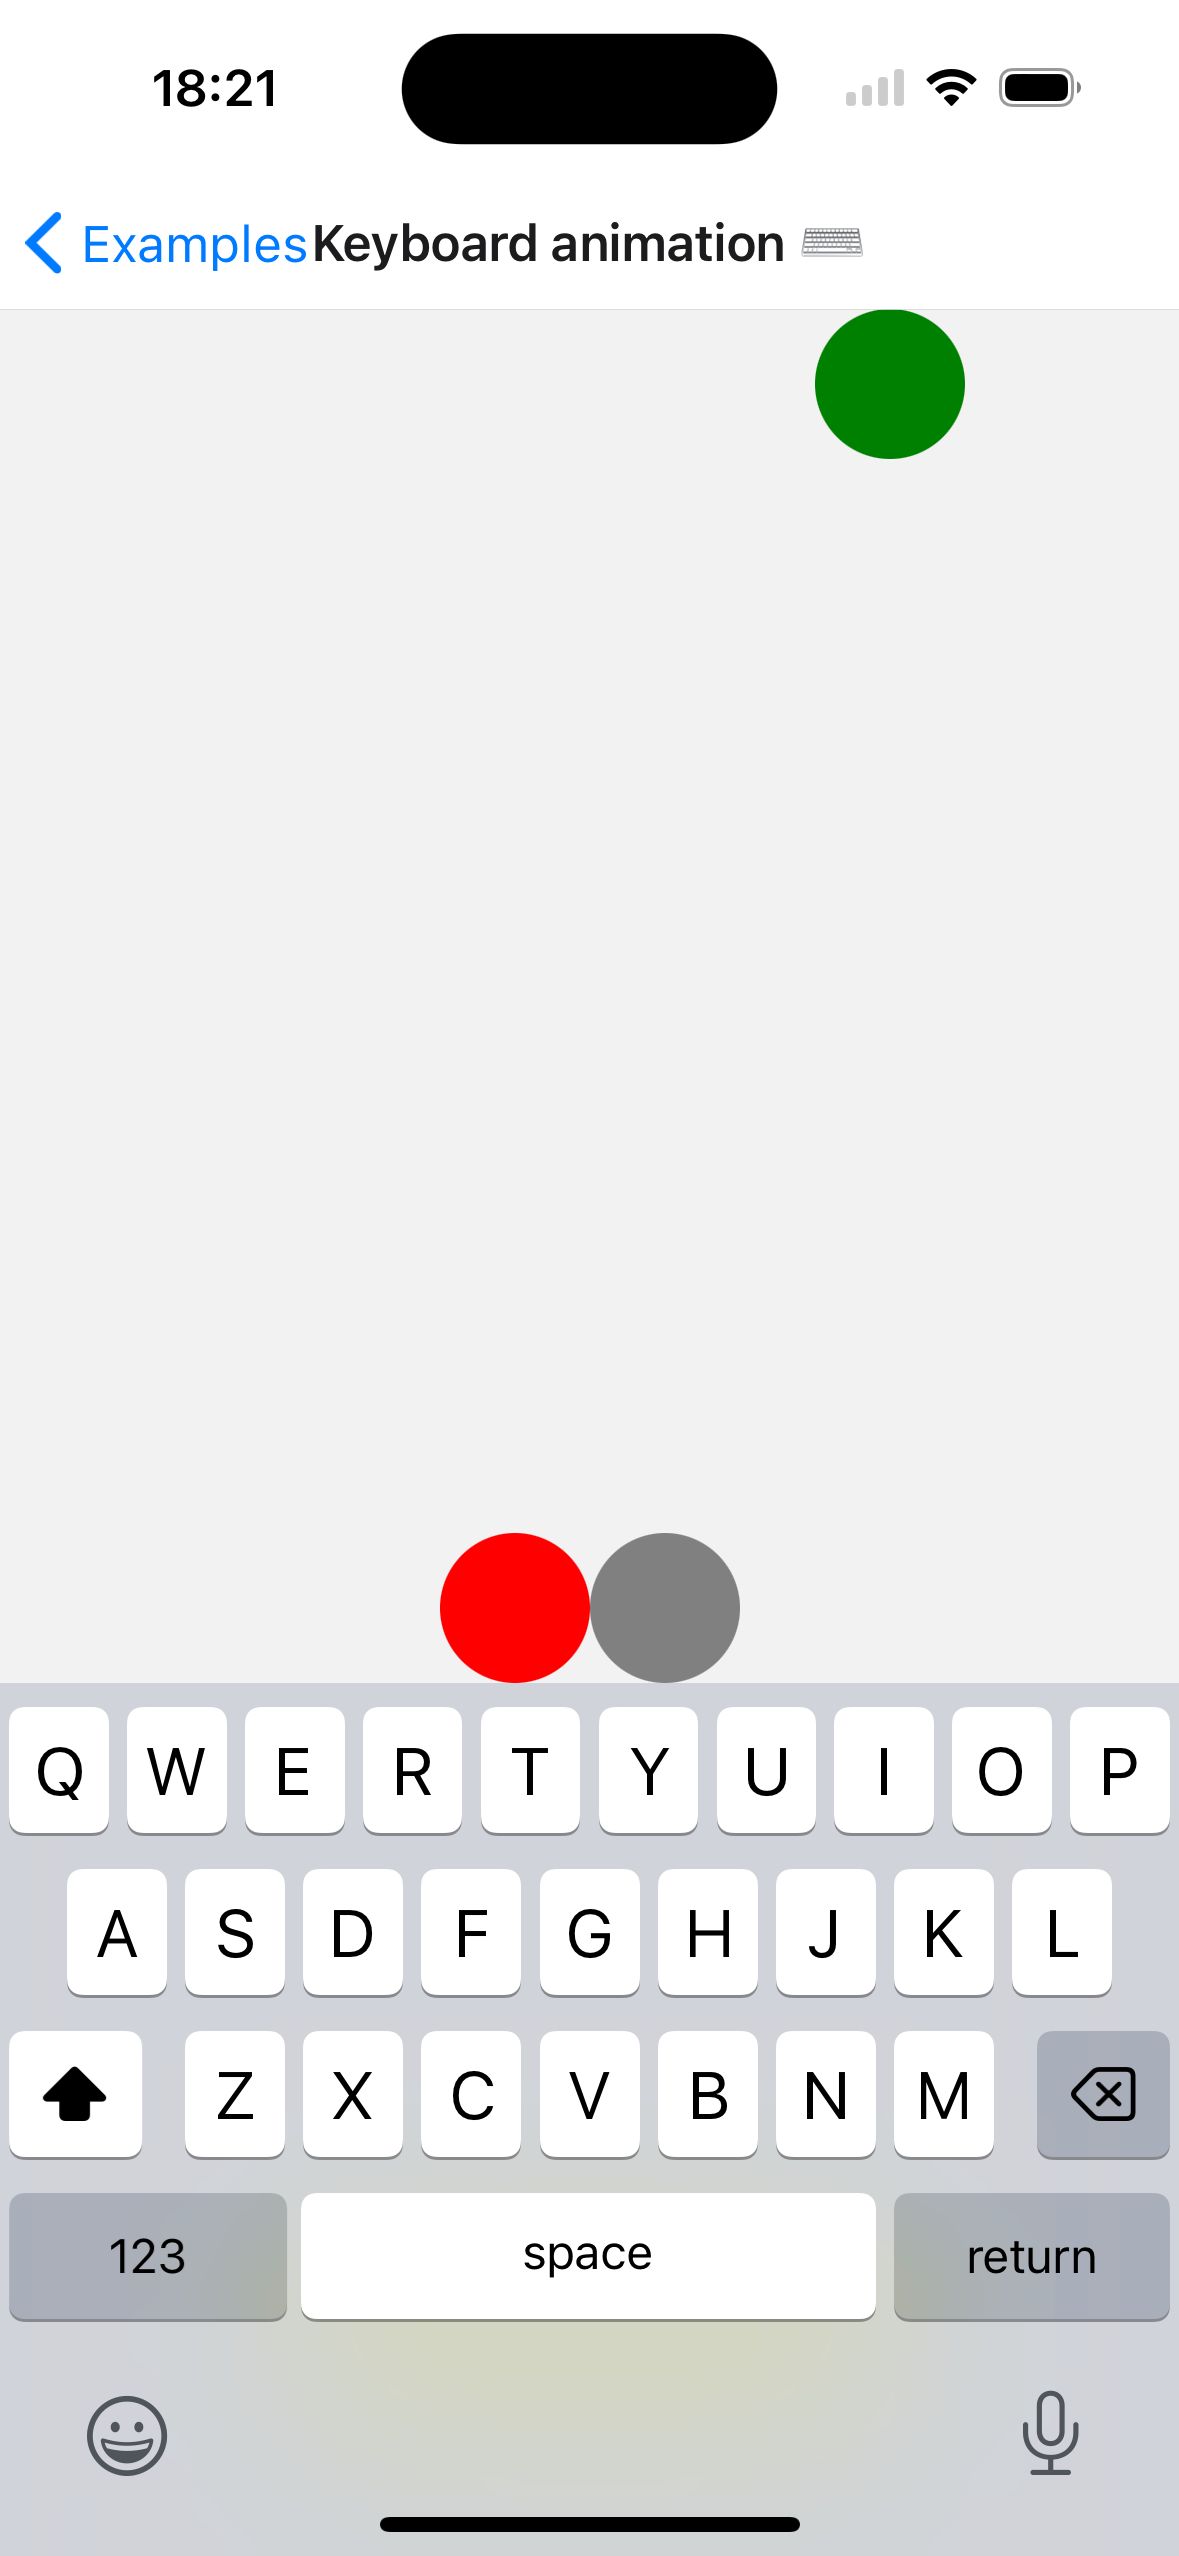 18:21
Examples Keyboard animation ⌨️
Q W E R T Y U I O P
A S D F G H J K L
Z X C V B N M
123 space return